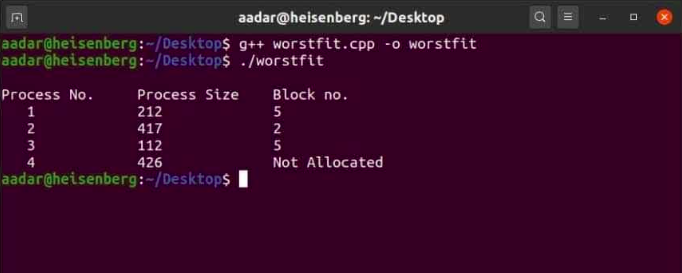 aadar@heisenberg: ~/Desktop
aadar@heisenberg:~/Desktop$ g++ worstfit.cpp -o worstfit
aadar@heisenberg:~/Desktop$ ./worstfit
Process No. Process Size Block no.
1 212 5
2 417 2
3 112 5
4 426 Not Allocated
aadar@heisenberg:~/Desktop$